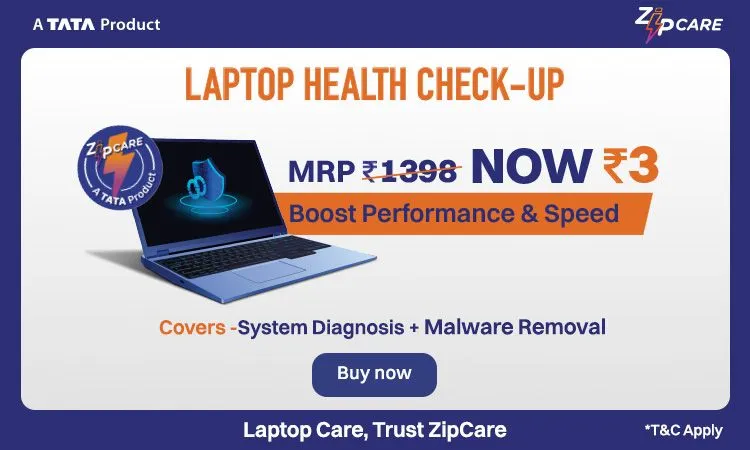 A TATA Product
ZipCARE
LAPTOP HEALTH CHECK-UP
ZipCARE
A TATA Product
MRP ₹1398 NOW ₹3
Boost Performance & Speed
Covers -System Diagnosis + Malware Removal
Buy now
Laptop Care, Trust ZipCare
*T&C Apply